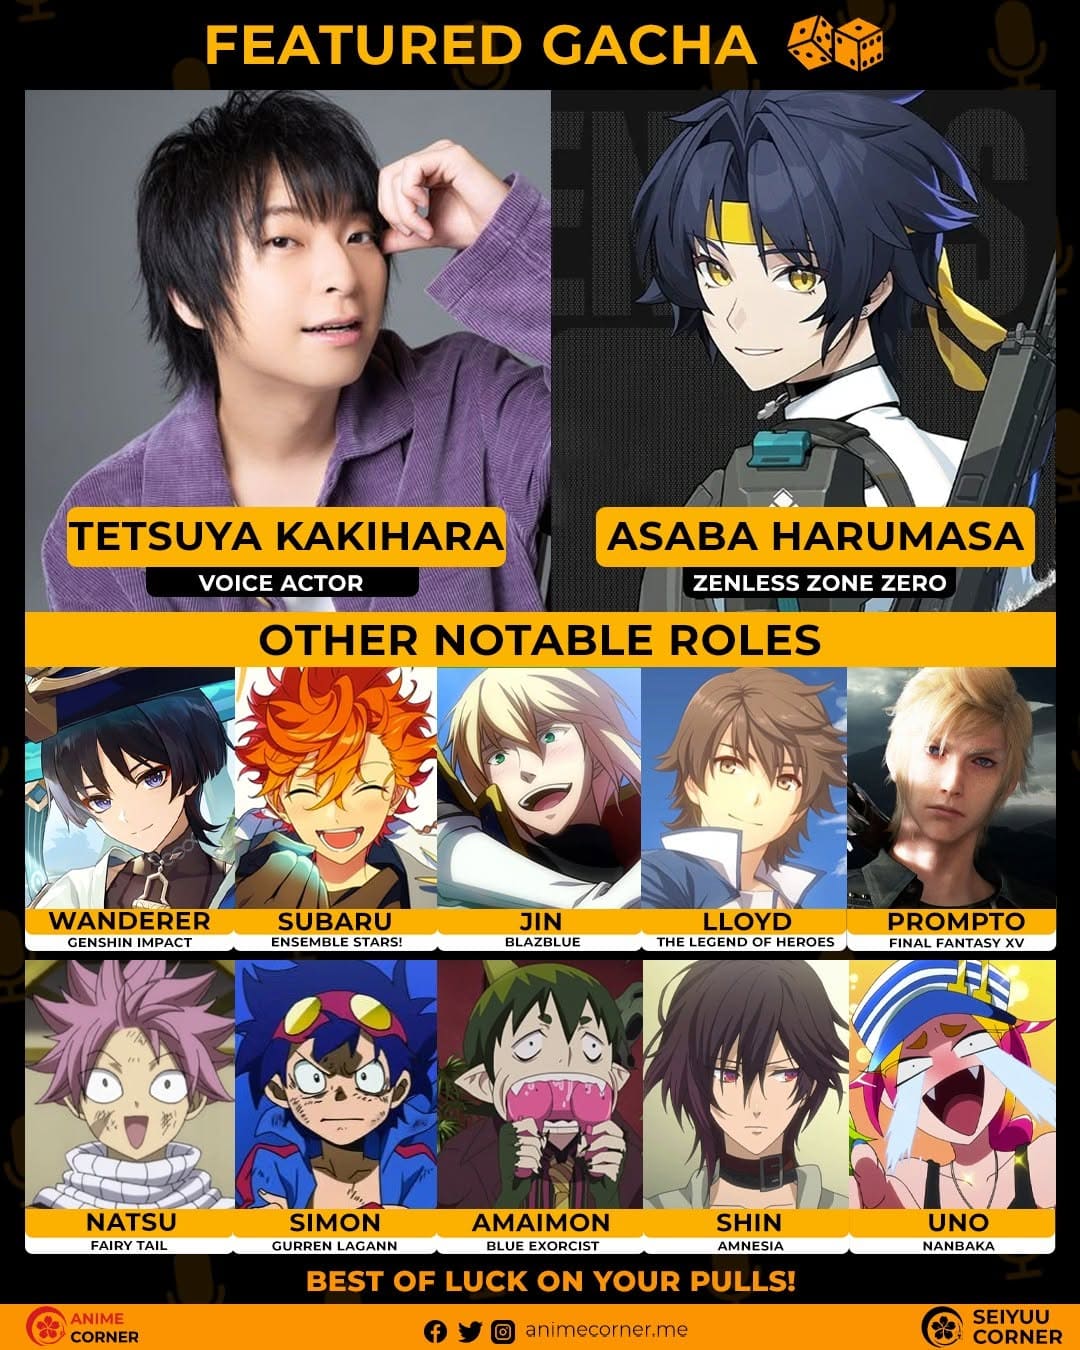 FEATURED GACHA
TETSUYA KAKIHARA
VOICE ACTOR
ASABA HARUMASA
ZENLESS ZONE ZERO
OTHER NOTABLE ROLES
WANDERER
GENSHIN IMPACT
SUBARU
ENSEMBLE STARS!
JIN
BLAZBLUE
LLOYD
THE LEGEND OF HEROES
PROMPTO
FINAL FANTASY XV
NATSU
FAIRY TAIL
SIMON
GURREN LAGANN
AMAIMON
BLUE EXORCIST
SHIN
AMNESIA
UNO
NANBAKA
BEST OF LUCK ON YOUR PULLS!
ANIME
CORNER
animecorner.me
SEIYUU
CORNER